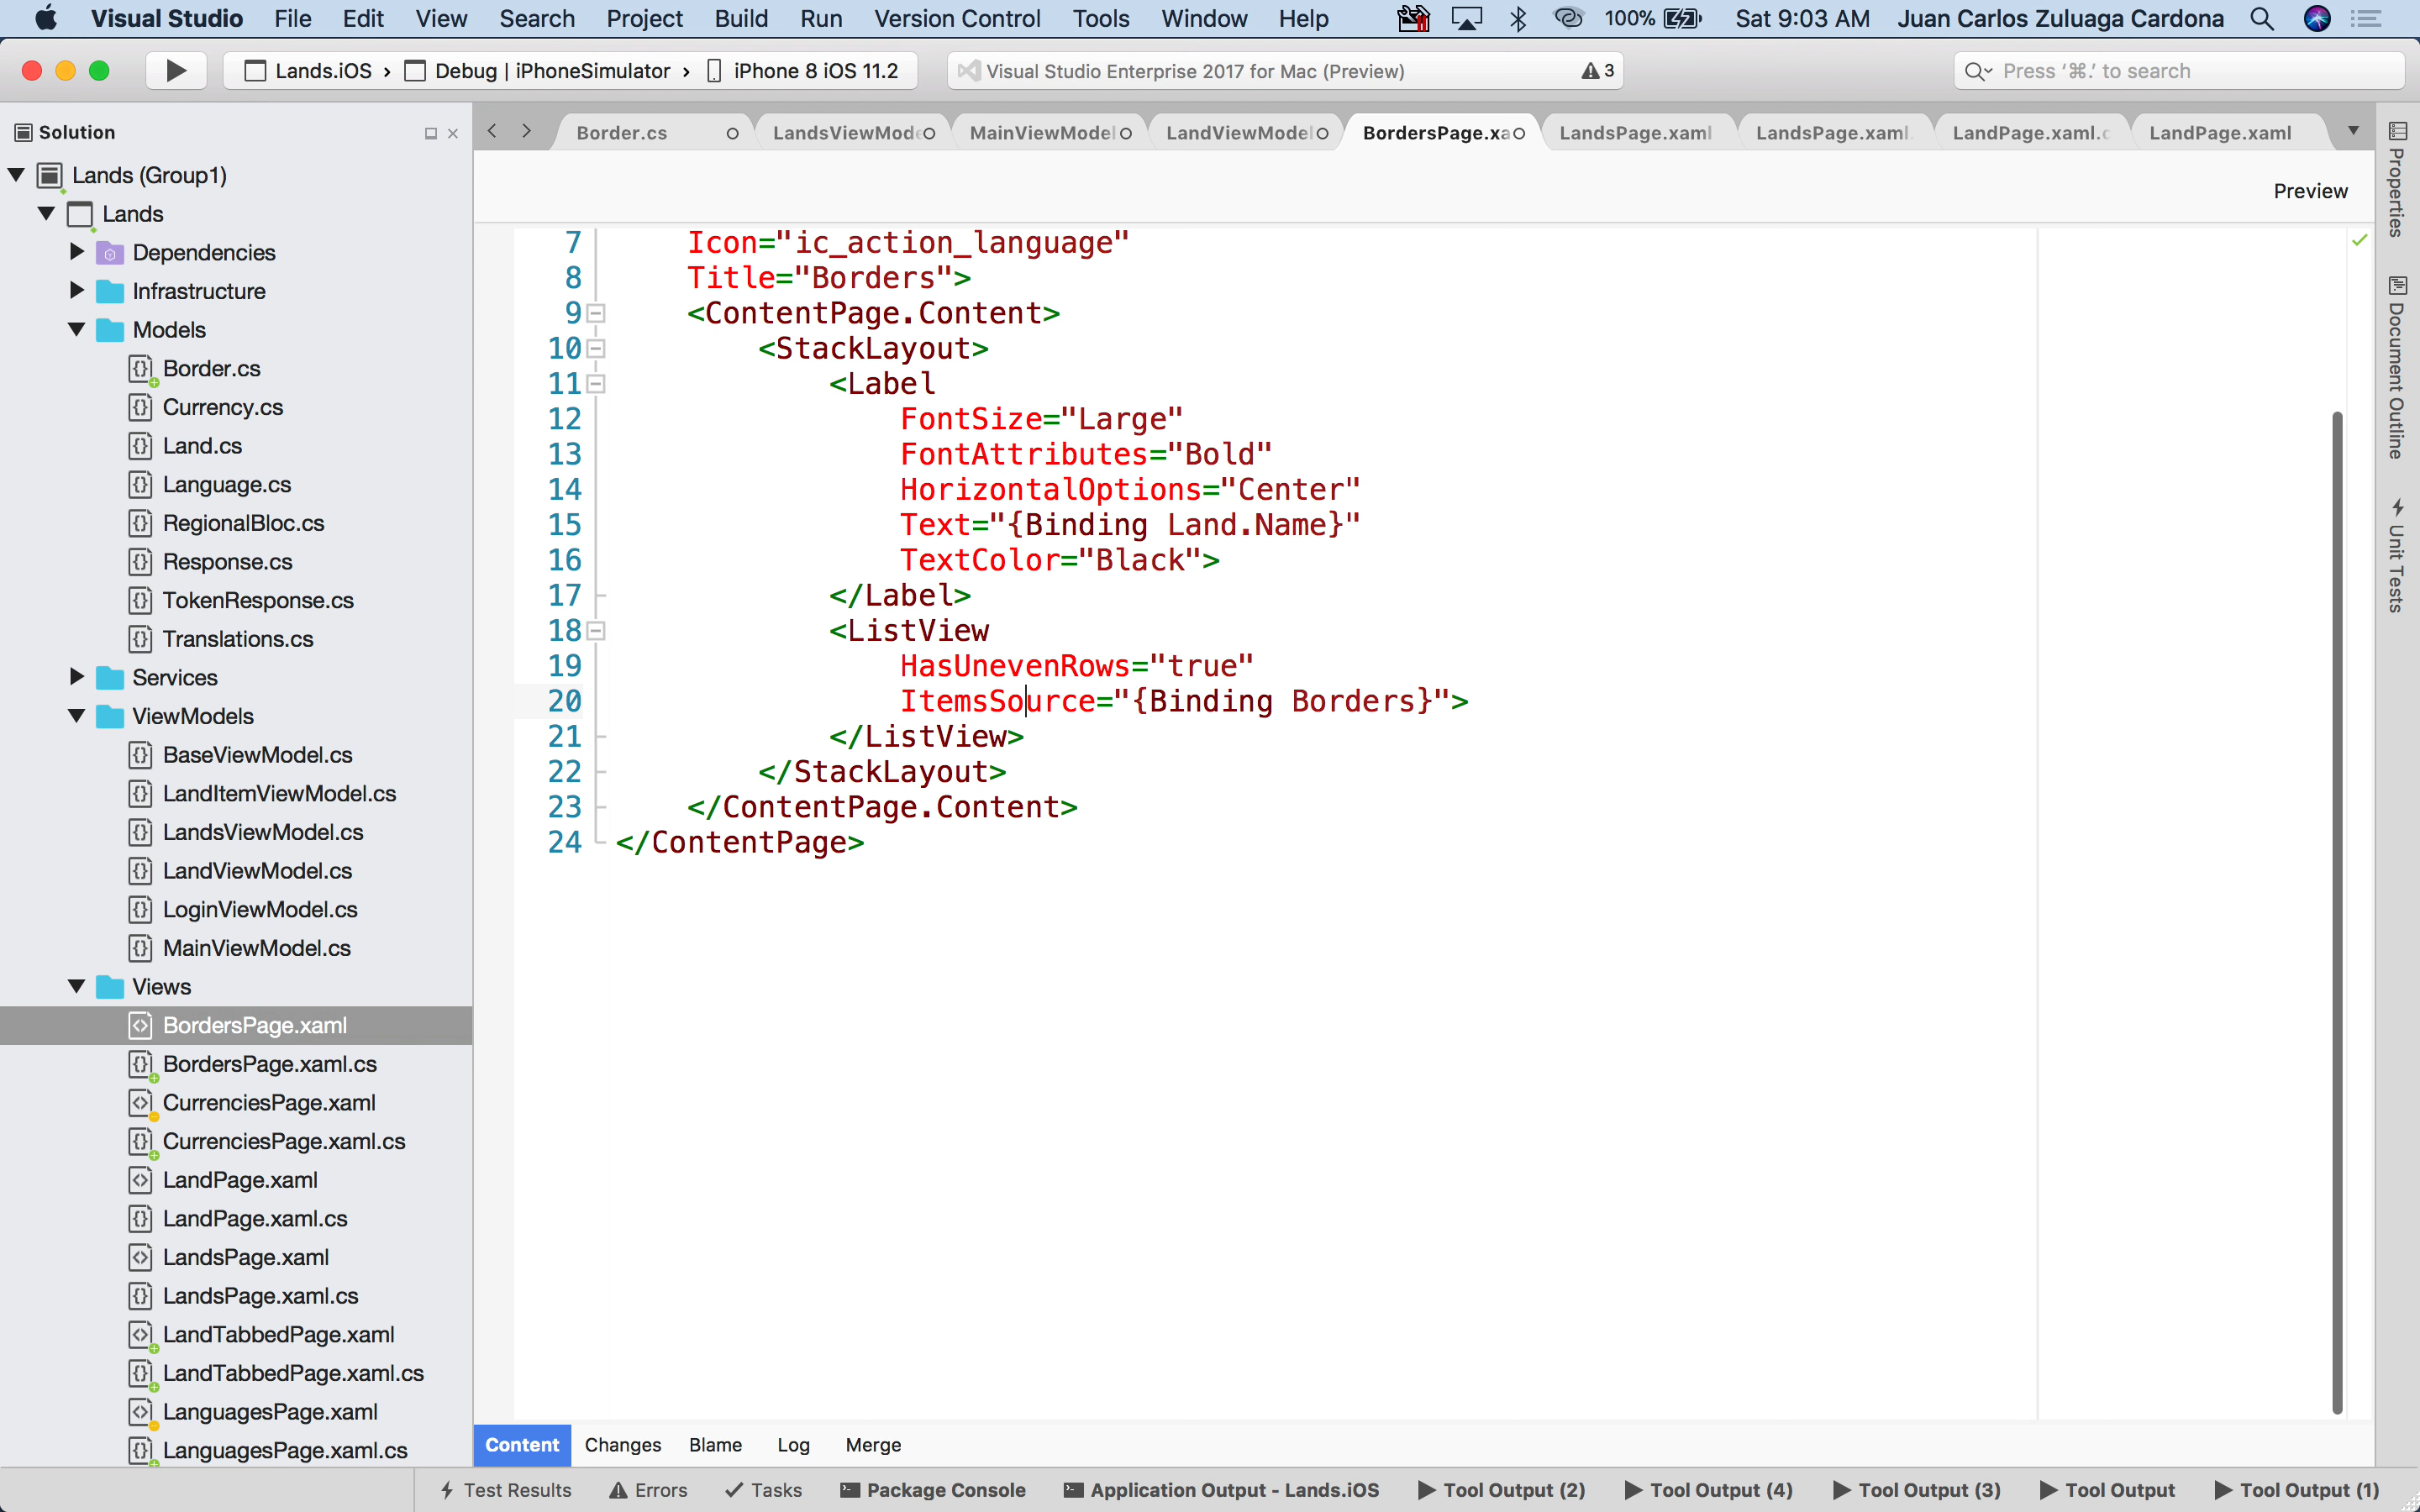 Visual Studio File Edit View Search Project Build Run Version Control Tools Window Help 100% Sat 9:03 AM Juan Carlos Zuluaga Cardona
Lands.iOS › Debug | iPhoneSimulator › iPhone 8 iOS 11.2 Visual Studio Enterprise 2017 for Mac (Preview) 3 Press ‘⌘.’ to search
Solution
Border.cs LandsViewMode MainViewModel LandViewModel BordersPage.xa LandsPage.xaml LandsPage.xaml. LandPage.xaml.c LandPage.xaml
Preview
Lands (Group1)
Lands
Dependencies
Infrastructure
Models
Border.cs
Currency.cs
Land.cs
Language.cs
RegionalBloc.cs
Response.cs
TokenResponse.cs
Translations.cs
Services
ViewModels
BaseViewModel.cs
LandItemViewModel.cs
LandsViewModel.cs
LandViewModel.cs
LoginViewModel.cs
MainViewModel.cs
Views
BordersPage.xaml
BordersPage.xaml.cs
CurrenciesPage.xaml
CurrenciesPage.xaml.cs
LandPage.xaml
LandPage.xaml.cs
LandsPage.xaml
LandsPage.xaml.cs
LandTabbedPage.xaml
LandTabbedPage.xaml.cs
LanguagesPage.xaml
LanguagesPage.xaml.cs
7 Icon="ic_action_language"
8 Title="Borders">
9 <ContentPage.Content>
10 <StackLayout>
11 <Label
12 FontSize="Large"
13 FontAttributes="Bold"
14 HorizontalOptions="Center"
15 Text="{Binding Land.Name}"
16 TextColor="Black">
17 </Label>
18 <ListView
19 HasUnevenRows="true"
20 ItemsSource="{Binding Borders}">
21 </ListView>
22 </StackLayout>
23 </ContentPage.Content>
24 </ContentPage>
Properties
Document Outline
Unit Tests
Content Changes Blame Log Merge
Test Results Errors Tasks Package Console Application Output - Lands.iOS Tool Output (2) Tool Output (4) Tool Output (3) Tool Output Tool Output (1)